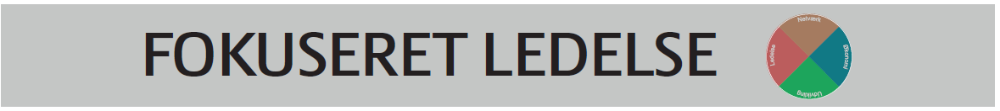 FOKUSERET LEDELSE
Netværk
Økonomi
Udvikling
Ledelse